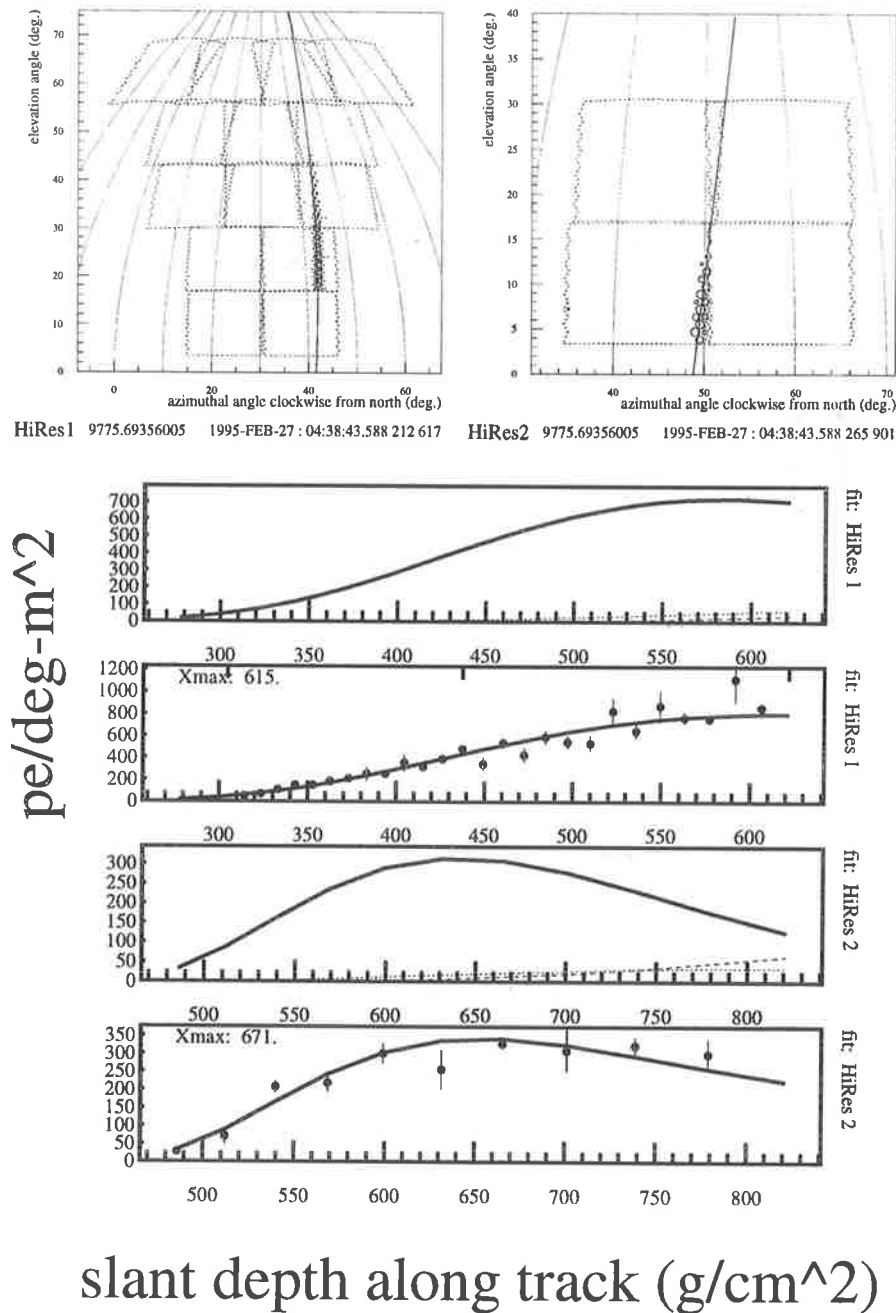 elevation angle (deg.)
70
60
50
40
30
20
10
0
0 20 40 60
azimuthal angle clockwise from north (deg.)
HiRes1 9775.69356005 1995-FEB-27 : 04:38:43.588 212 617
elevation angle (deg.)
40
35
30
25
20
15
10
5
0
40 50 60 70
azimuthal angle clockwise from north (deg.)
HiRes2 9775.69356005 1995-FEB-27 : 04:38:43.588 265 901
pe/deg-m^2
700
600
500
400
300
200
100
0
fit: HiRes 1
300 350 400 450 500 550 600
1200
1000
800
600
400
200
0
Xmax: 615.
fit: HiRes 1
300 350 400 450 500 550 600
300
250
200
150
100
50
0
fit: HiRes 2
500 550 600 650 700 750 800
350
300
250
200
150
100
50
0
Xmax: 671.
fit: HiRes 2
500 550 600 650 700 750 800
slant depth along track (g/cm^2)